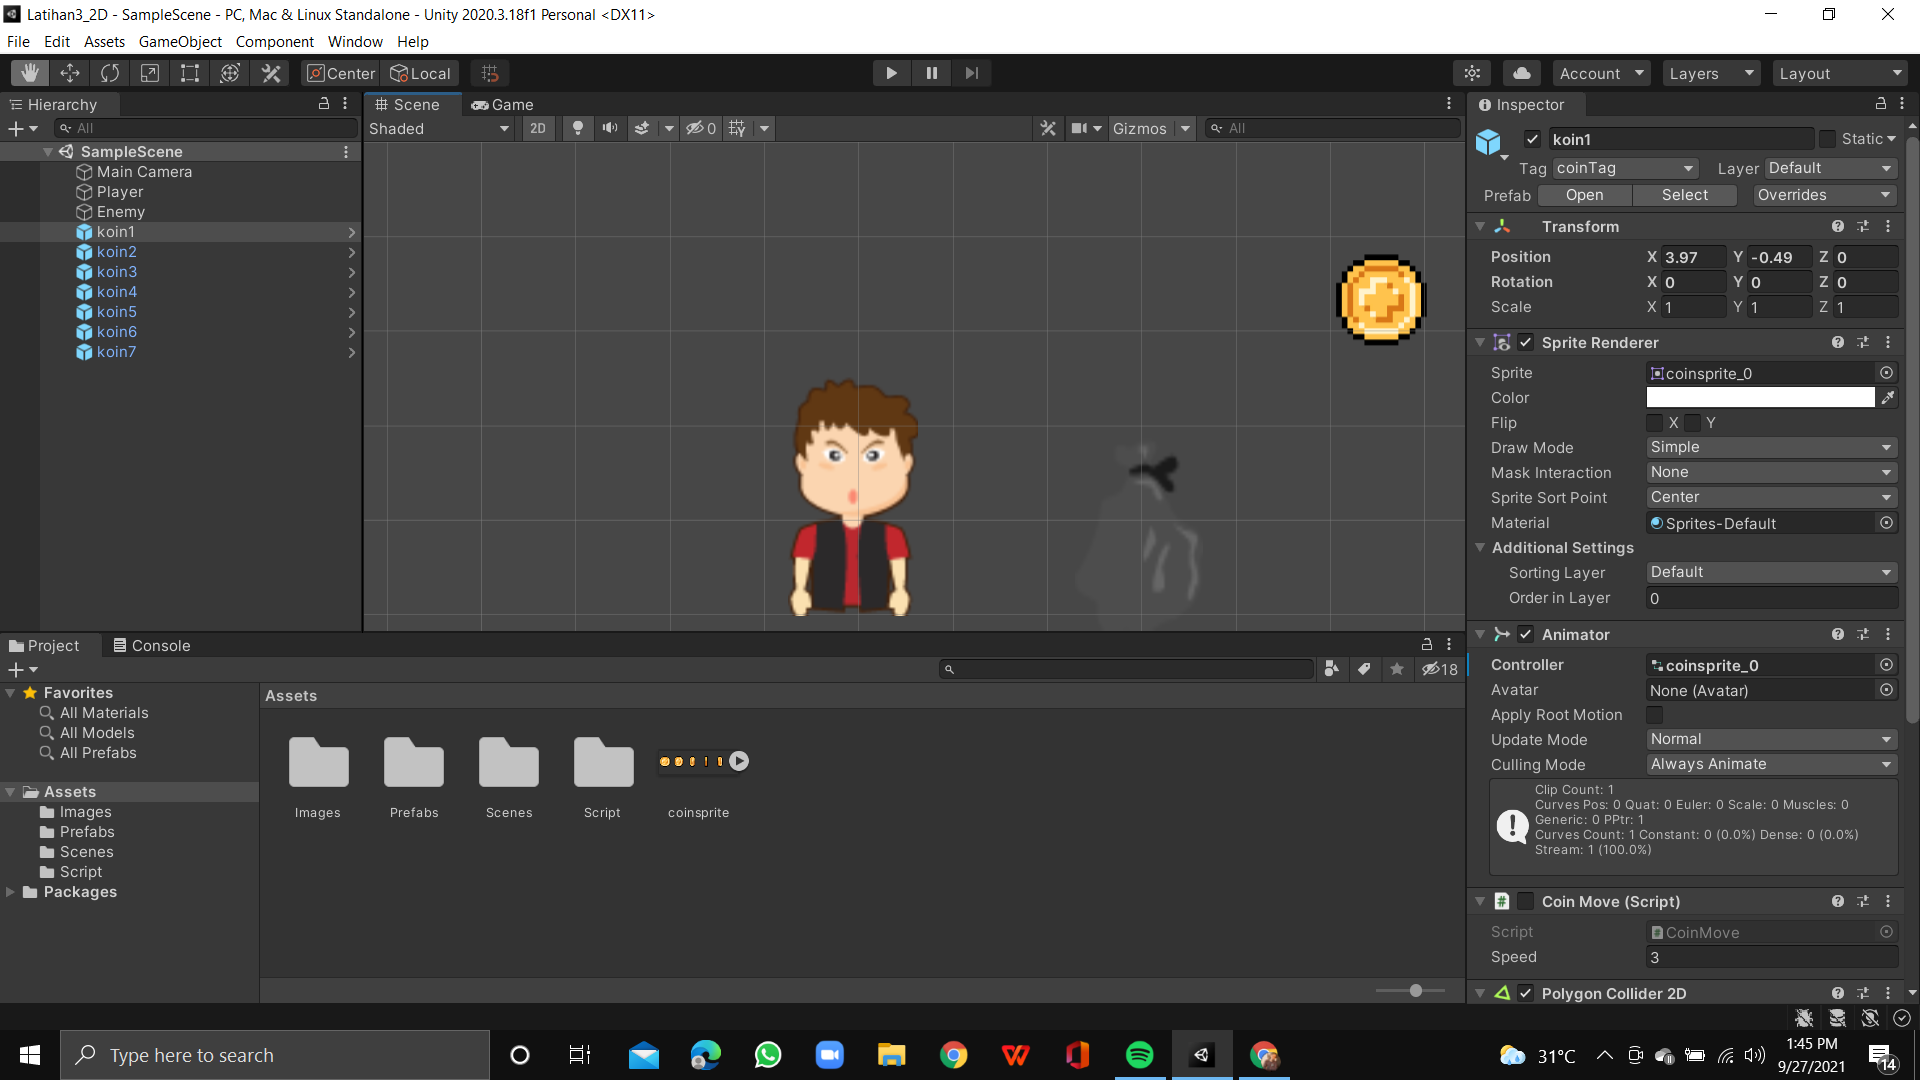 Latihan3_2D - SampleScene - PC, Mac & Linux Standalone - Unity 2020.3.18f1 Personal <DX11>
File Edit Assets GameObject Component Window Help
Center Local Account Layers Layout
Hierarchy
All
SampleScene
Main Camera
Player
Enemy
koin1
koin2
koin3
koin4
koin5
koin6
koin7
Scene Game
Shaded 2D 0 Gizmos All
Inspector
koin1 Static
Tag coinTag Layer Default
Prefab Open Select Overrides
Transform
Position X 3.97 Y -0.49 Z 0
Rotation X 0 Y 0 Z 0
Scale X 1 Y 1 Z 1
Sprite Renderer
Sprite coinsprite_0
Color
Flip X Y
Draw Mode Simple
Mask Interaction None
Sprite Sort Point Center
Material Sprites-Default
Additional Settings
Sorting Layer Default
Order in Layer 0
Animator
Controller coinsprite_0
Avatar None (Avatar)
Apply Root Motion
Update Mode Normal
Culling Mode Always Animate
Clip Count: 1
Curves Pos: 0 Quat: 0 Euler: 0 Scale: 0 Muscles: 0
Generic: 0 PPtr: 1
Curves Count: 1 Constant: 0 (0.0%) Dense: 0 (0.0%)
Stream: 1 (100.0%)
Coin Move (Script)
Script CoinMove
Speed 3
Polygon Collider 2D
Project Console
18
Favorites
All Materials
All Models
All Prefabs
Assets
Images
Prefabs
Scenes
Script
Packages
Assets
Images Prefabs Scenes Script coinsprite
Type here to search
31°C
1:45 PM
9/27/2021
14